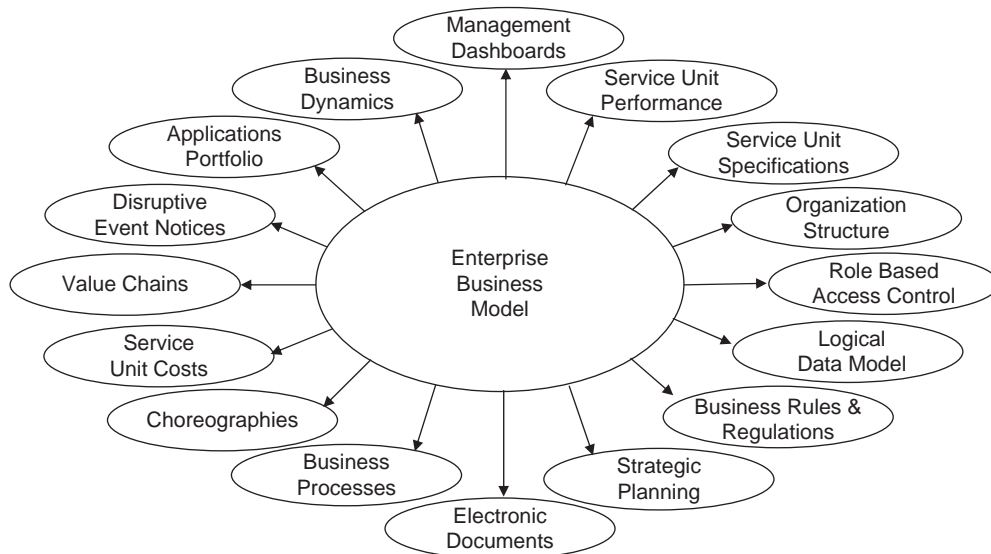 Management
Dashboards
Business
Dynamics
Service Unit
Performance
Applications
Portfolio
Service Unit
Specifications
Disruptive
Event Notices
Organization
Structure
Enterprise
Business
Model
Value Chains
Role Based
Access Control
Service
Unit Costs
Logical
Data Model
Choreographies
Business Rules &
Regulations
Business
Processes
Strategic
Planning
Electronic
Documents